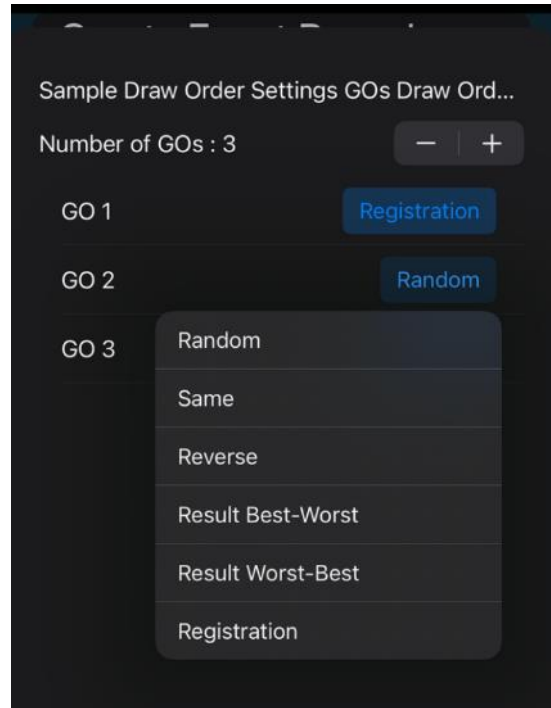 Sample Draw Order Settings GOs Draw Ord...
Number of GOs : 3 − +
GO 1 Registration
GO 2 Random
GO 3
Random
Same
Reverse
Result Best-Worst
Result Worst-Best
Registration